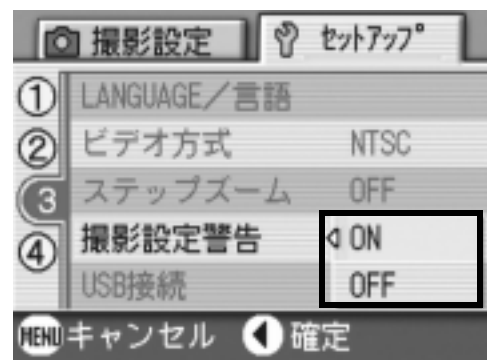 撮影設定 セットアップ
① LANGUAGE/言語
② ビデオ方式 NTSC
3 ステップズーム OFF
④ 撮影設定警告 ON
USB接続 OFF
MENU キャンセル 確定